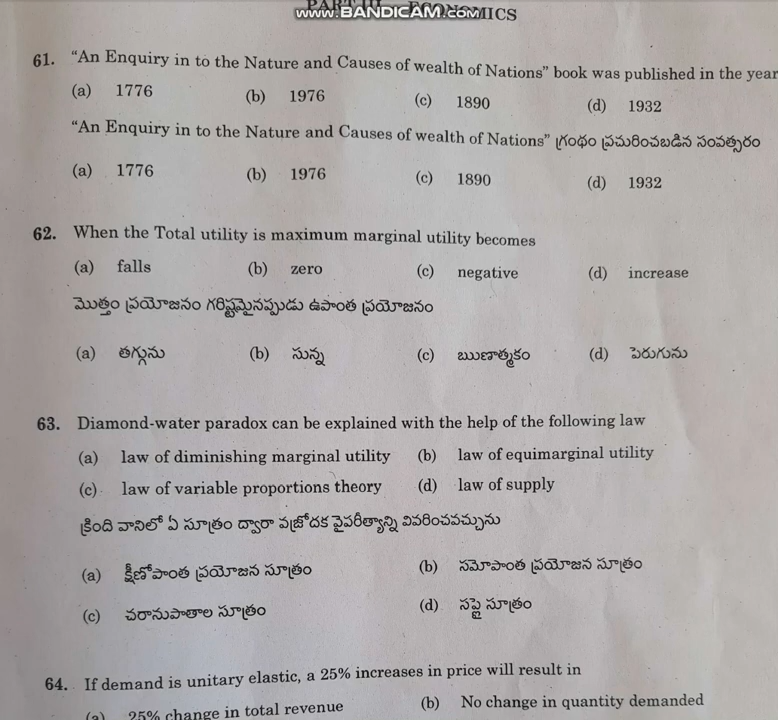 www.BANDICAM.com
PART III ECONOMICS
61. "An Enquiry in to the Nature and Causes of wealth of Nations" book was published in the year
(a) 1776 (b) 1976 (c) 1890 (d) 1932
"An Enquiry in to the Nature and Causes of wealth of Nations" గ్రంథం ప్రచురించబడిన సంవత్సరం
(a) 1776 (b) 1976 (c) 1890 (d) 1932
62. When the Total utility is maximum marginal utility becomes
(a) falls (b) zero (c) negative (d) increase
మొత్తం ప్రయోజనం గరిష్టమైనప్పుడు ఉపాంత ప్రయోజనం
(a) తగ్గును (b) సున్న (c) ఋణాత్మకం (d) పెరుగును
63. Diamond-water paradox can be explained with the help of the following law
(a) law of diminishing marginal utility (b) law of equimarginal utility
(c) law of variable proportions theory (d) law of supply
క్రింది వానిలో ఏ సూత్రం ద్వారా వజ్రోదక వైపరీత్యాన్ని వివరించవచ్చును
(a) క్షీణోపాంత ప్రయోజన సూత్రం (b) సమోపాంత ప్రయోజన సూత్రం
(c) చరానుపాతాల సూత్రం (d) సప్లై సూత్రం
64. If demand is unitary elastic, a 25% increases in price will result in
(a) 25% change in total revenue (b) No change in quantity demanded